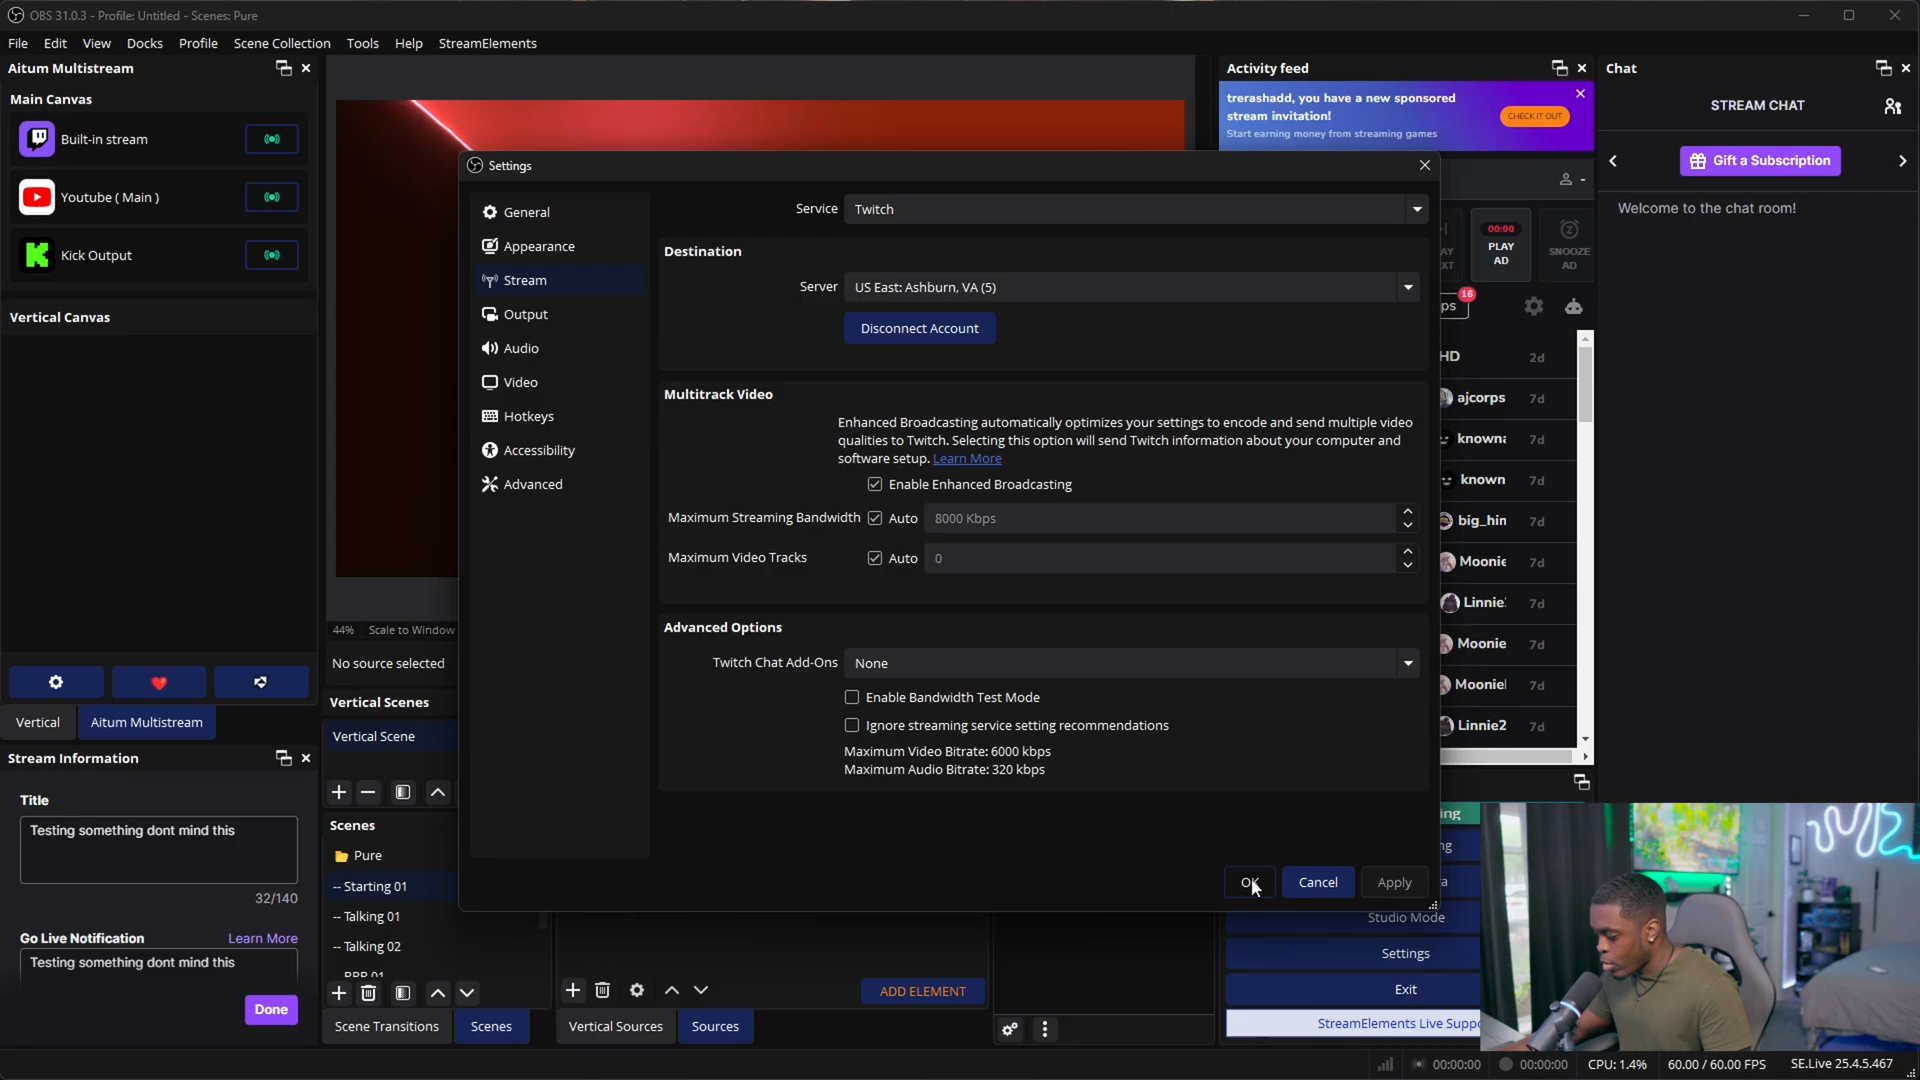 OBS 31.0.3 - Profile: Untitled - Scenes: Pure
File Edit View Docks Profile Scene Collection Tools Help StreamElements
Aitum Multistream
Main Canvas
Built-in stream
Youtube ( Main )
Kick Output
Vertical Canvas
Vertical Aitum Multistream
Stream Information
Title
Testing something dont mind this
32/140
Go Live Notification Learn More
Testing something dont mind this
Done
44% Scale to Window
No source selected
Vertical Scenes
Vertical Scene
Scenes
Pure
-- Starting 01
-- Talking 01
-- Talking 02
Scene Transitions Scenes
Settings
General
Appearance
Stream
Output
Audio
Video
Hotkeys
Accessibility
Advanced
Service Twitch
Destination
Server US East: Ashburn, VA (5)
Disconnect Account
Multitrack Video
Enhanced Broadcasting automatically optimizes your settings to encode and send multiple video
qualities to Twitch. Selecting this option will send Twitch information about your computer and
software setup. Learn More
Enable Enhanced Broadcasting
Maximum Streaming Bandwidth Auto 8000 Kbps
Maximum Video Tracks Auto 0
Advanced Options
Twitch Chat Add-Ons None
Enable Bandwidth Test Mode
Ignore streaming service setting recommendations
Maximum Video Bitrate: 6000 kbps
Maximum Audio Bitrate: 320 kbps
OK Cancel Apply
ADD ELEMENT
Vertical Sources Sources
Activity feed
trerashadd, you have a new sponsored
stream invitation!
Start earning money from streaming games
CHECK IT OUT
00:00
PLAY
AD
SNOOZE
AD
16
HD 2d
ajcorps 7d
known 7d
known 7d
big_hin 7d
Moonie 7d
Linnie 7d
Moonie 7d
Moonie 7d
Linnie2 7d
Studio Mode
Settings
Exit
StreamElements Live Suppo
Chat
STREAM CHAT
Gift a Subscription
Welcome to the chat room!
00:00:00 00:00:00 CPU: 1.4% 60.00 / 60.00 FPS SE.Live 25.4.5.467